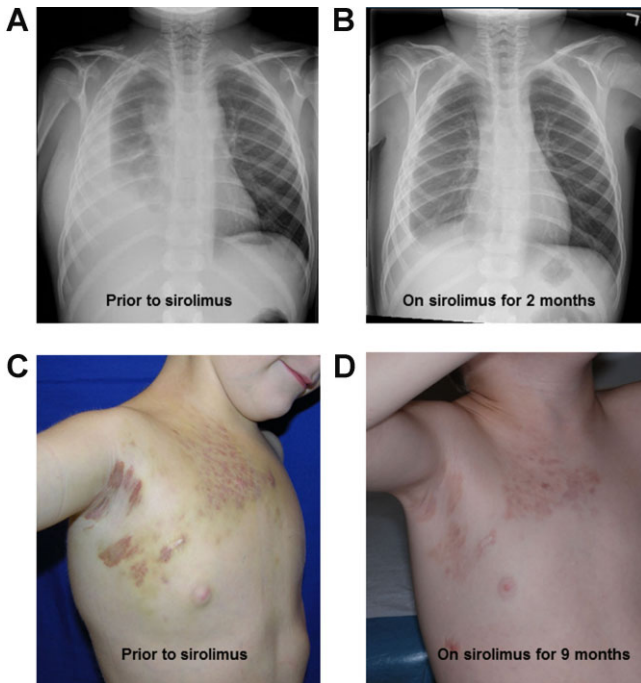 A
B
Prior to sirolimus
On sirolimus for 2 months
C
D
Prior to sirolimus
On sirolimus for 9 months